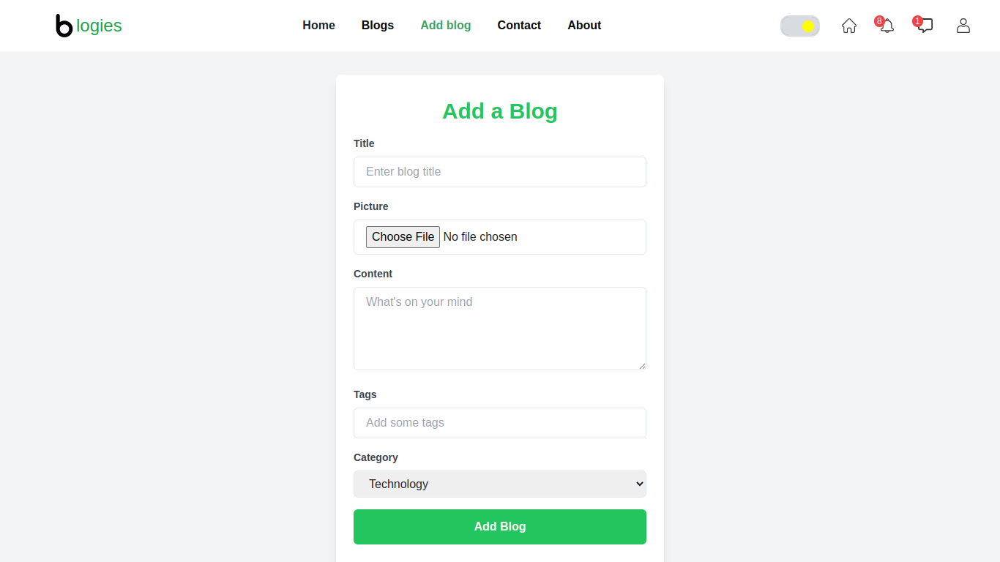 blogies
Home Blogs Add blog Contact About
8 1
Add a Blog
Title
Enter blog title
Picture
Choose File No file chosen
Content
What's on your mind
Tags
Add some tags
Category
Technology
Add Blog